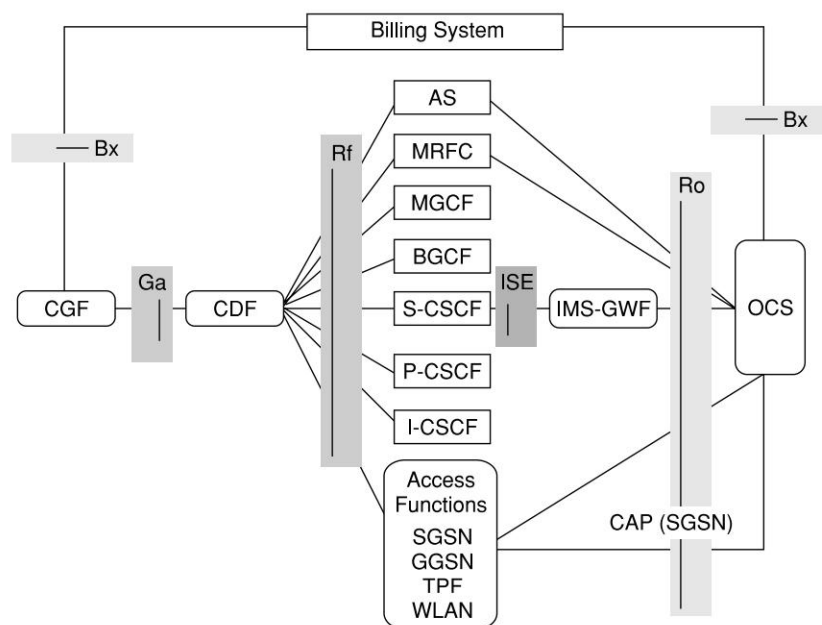 Billing System
AS
Bx
Bx
Rf
MRFC
Ro
MGCF
BGCF
Ga
ISE
CGF
CDF
S-CSCF
IMS-GWF
OCS
P-CSCF
I-CSCF
Access
Functions
SGSN
GGSN
TPF
WLAN
CAP (SGSN)